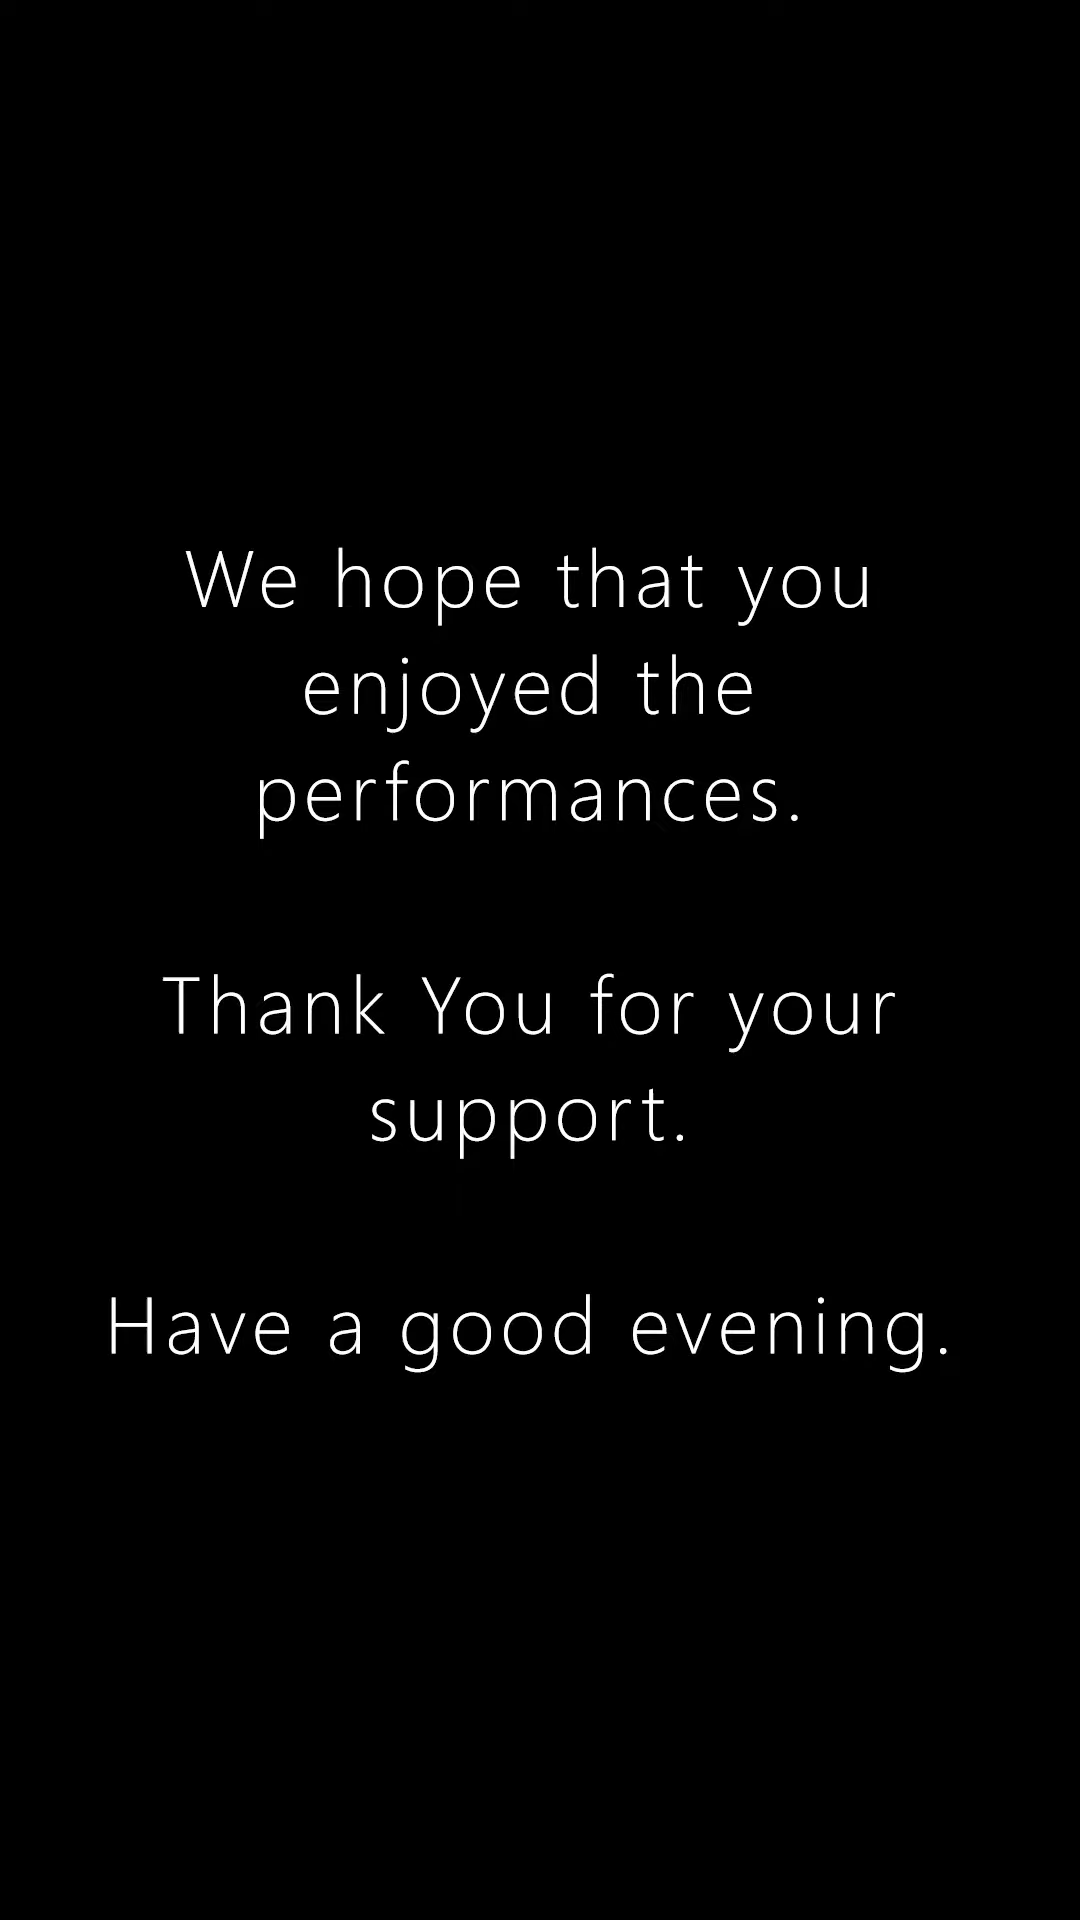 We hope that you
enjoyed the
performances.
Thank You for your
support.
Have a good evening.